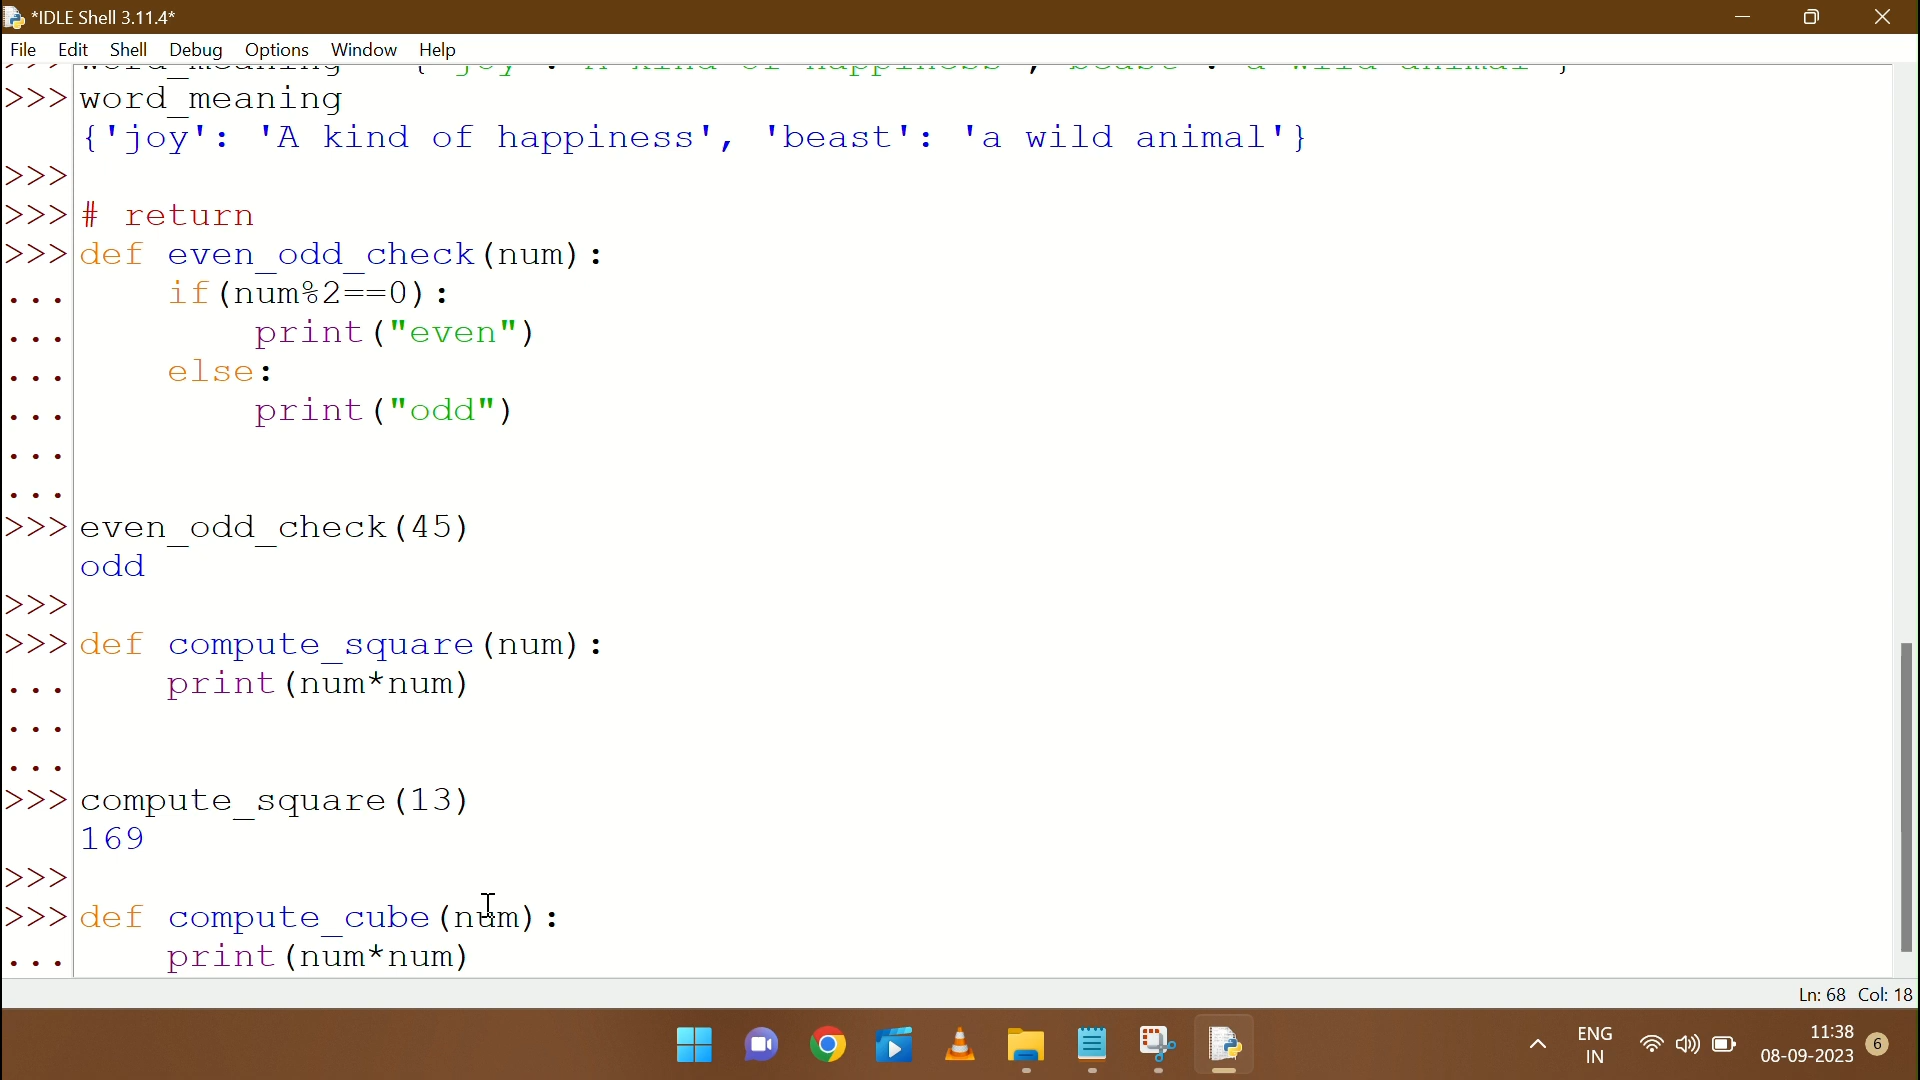 *IDLE Shell 3.11.4*
File Edit Shell Debug Options Window Help
>>> word_meaning
{'joy': 'A kind of happiness', 'beast': 'a wild animal'}
>>>
>>> # return
>>> def even_odd_check(num):
... if(num%2==0):
... print("even")
... else:
... print("odd")
...
...
>>> even_odd_check(45)
odd
>>>
>>> def compute_square(num):
... print(num*num)
...
...
>>> compute_square(13)
169
>>>
>>> def compute_cube(num):
... print(num*num)
Ln: 68 Col: 18
ENG
IN
11:38
08-09-2023
6